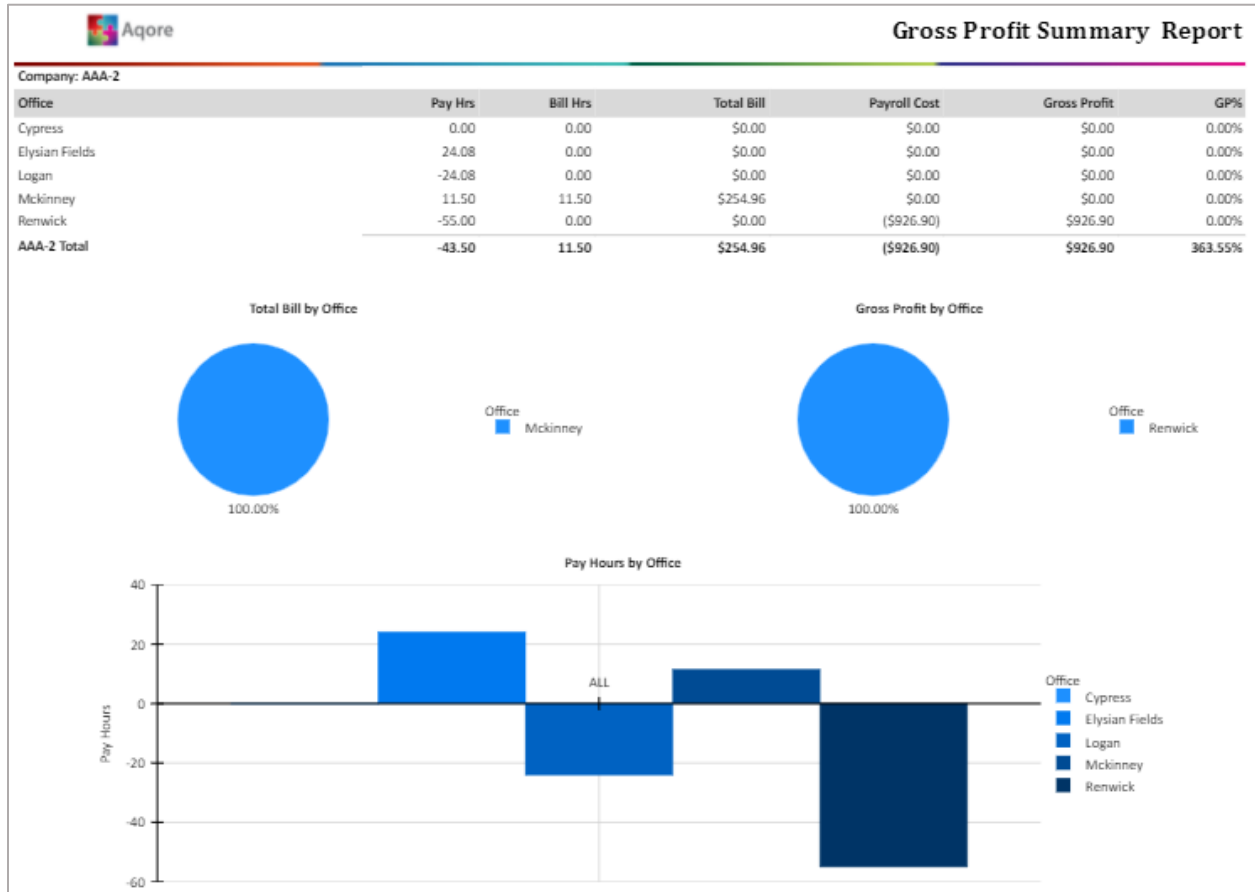 Aqore
Gross Profit Summary Report
Company: AAA-2
Office Pay Hrs Bill Hrs Total Bill Payroll Cost Gross Profit GP%
Cypress 0.00 0.00 $0.00 $0.00 $0.00 0.00%
Elysian Fields 24.08 0.00 $0.00 $0.00 $0.00 0.00%
Logan -24.08 0.00 $0.00 $0.00 $0.00 0.00%
Mckinney 11.50 11.50 $254.96 $0.00 $0.00 0.00%
Renwick -55.00 0.00 $0.00 ($926.90) $926.90 0.00%
AAA-2 Total -43.50 11.50 $254.96 ($926.90) $926.90 363.55%
Total Bill by Office
Office
Mckinney
100.00%
Gross Profit by Office
Office
Renwick
100.00%
Pay Hours by Office
Pay Hours
40
20
0
-20
-40
-60
ALL
Office
Cypress
Elysian Fields
Logan
Mckinney
Renwick